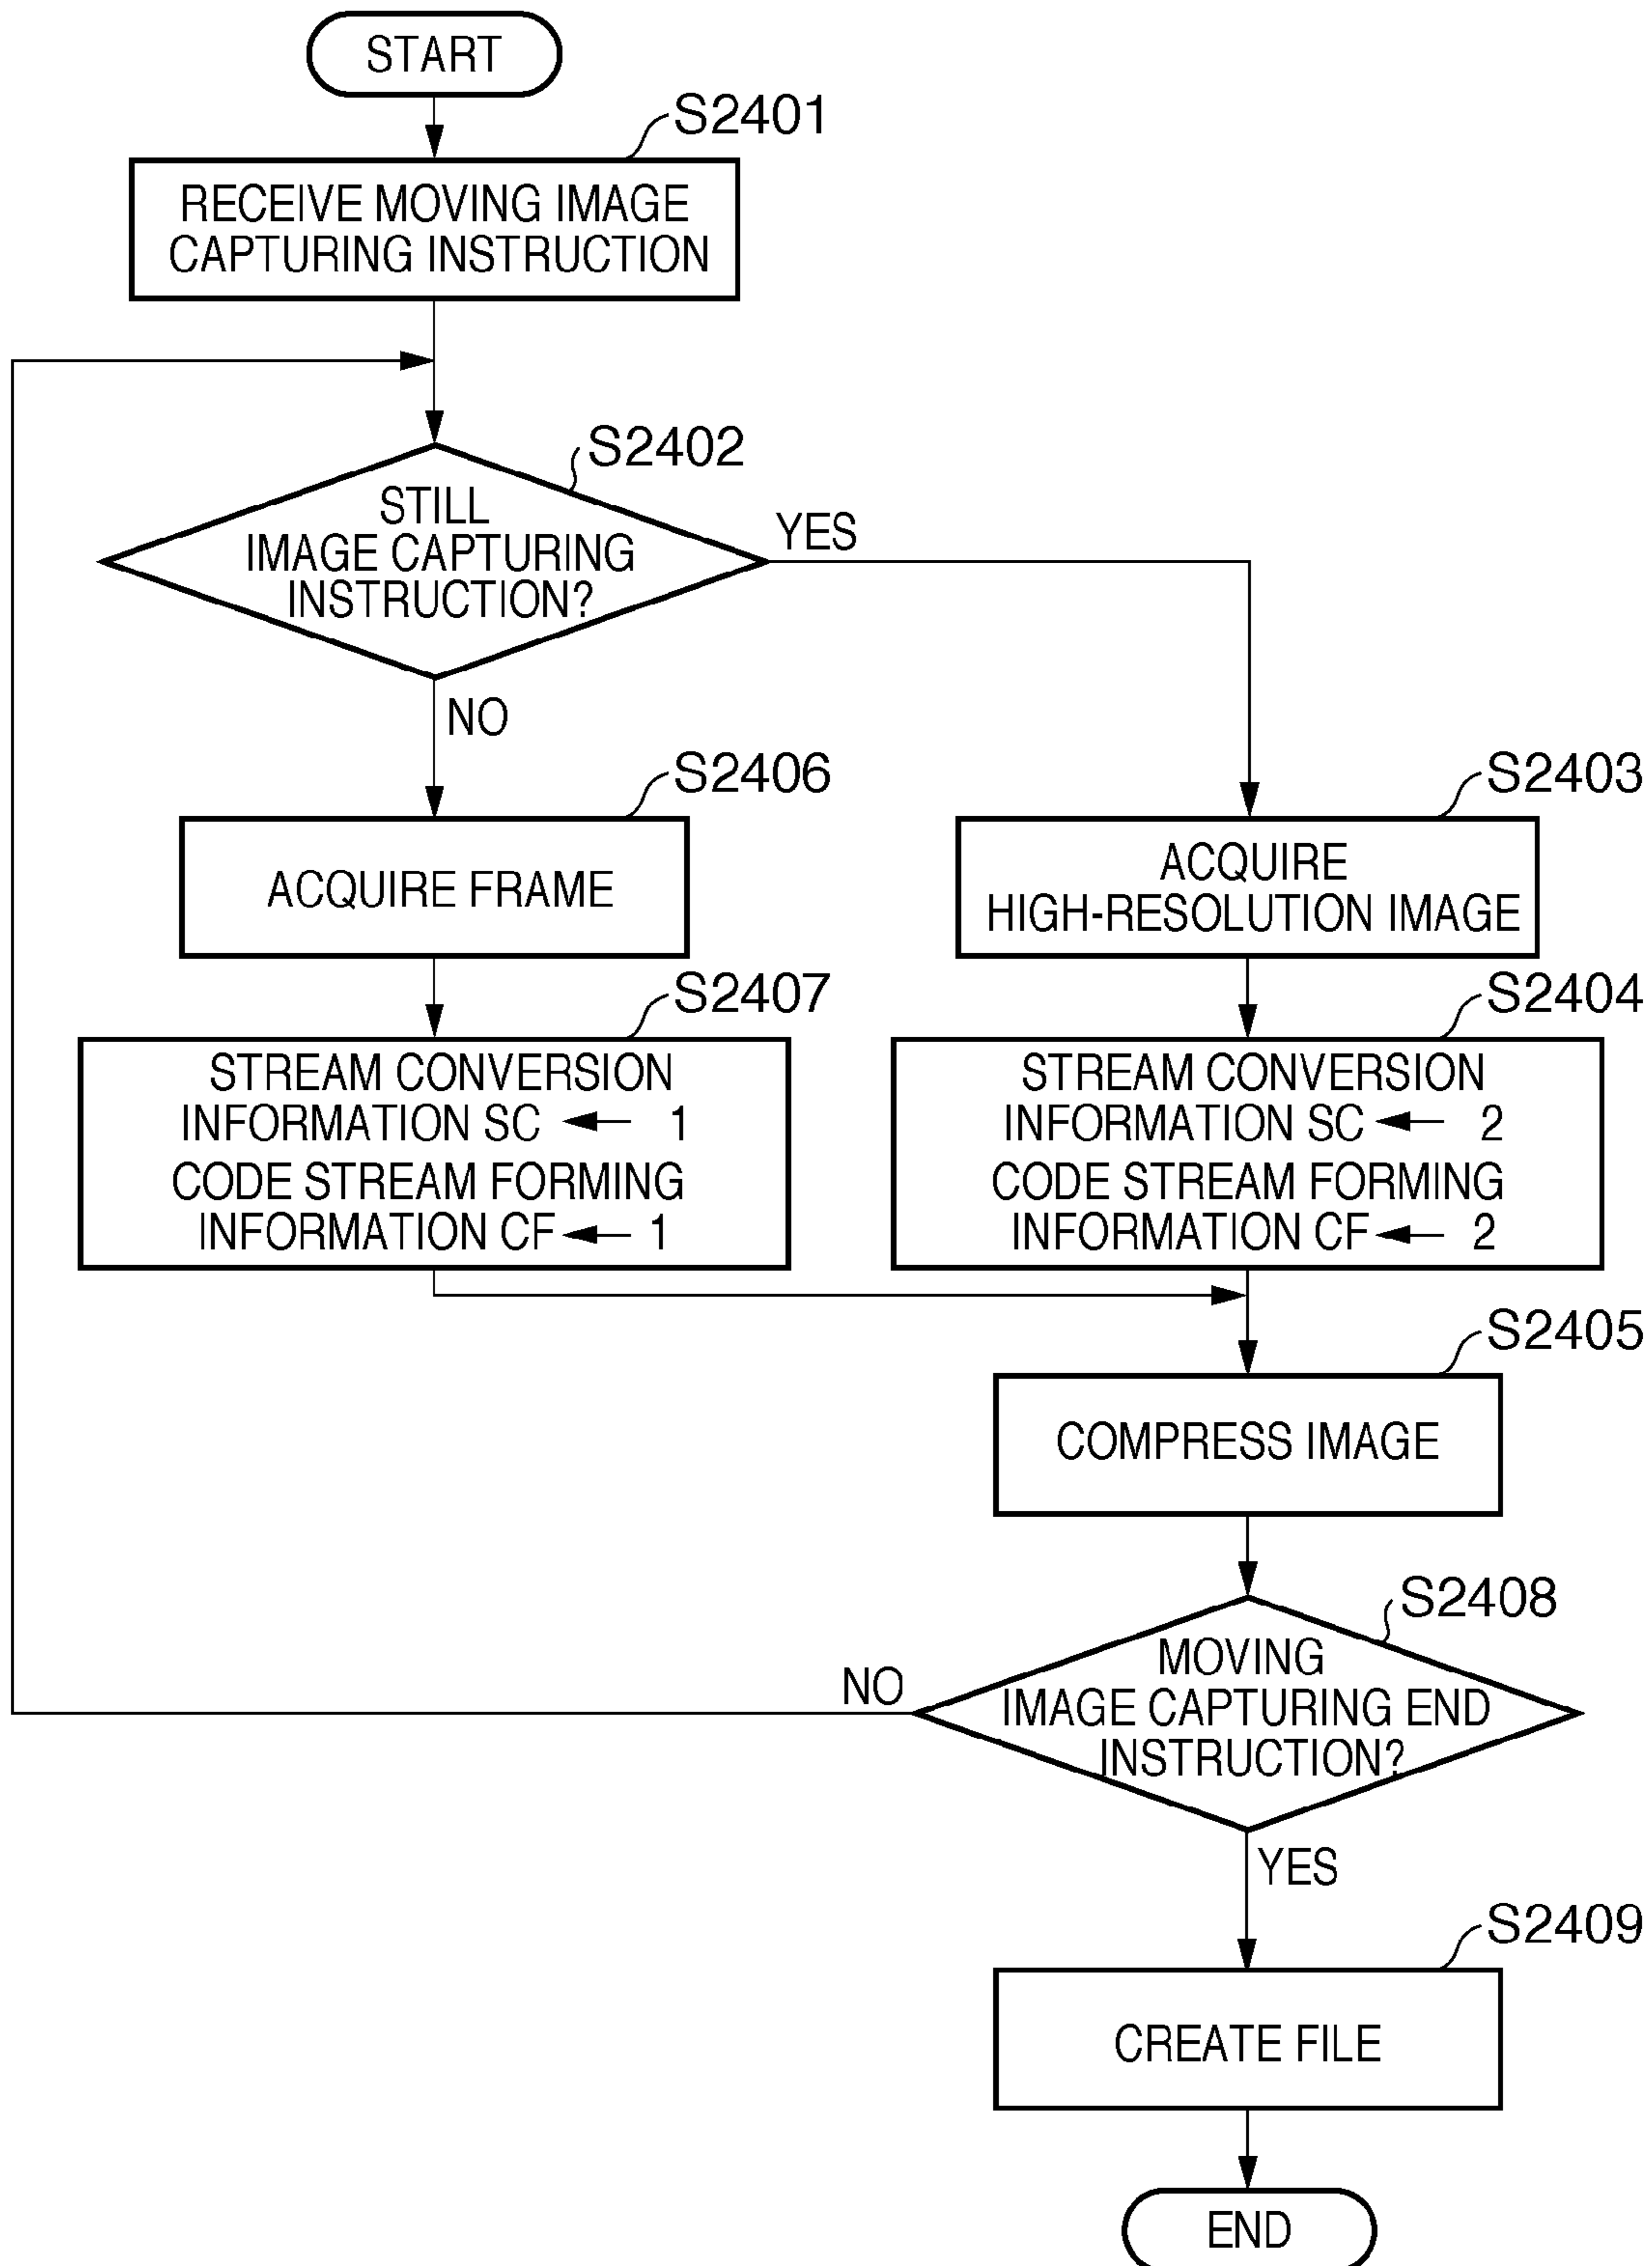 START
S2401
RECEIVE MOVING IMAGE
CAPTURING INSTRUCTION
S2402
STILL
IMAGE CAPTURING
INSTRUCTION?
YES
NO
S2406
ACQUIRE FRAME
S2403
ACQUIRE
HIGH-RESOLUTION IMAGE
S2407
STREAM CONVERSION
INFORMATION SC ← 1
CODE STREAM FORMING
INFORMATION CF ← 1
S2404
STREAM CONVERSION
INFORMATION SC ← 2
CODE STREAM FORMING
INFORMATION CF ← 2
S2405
COMPRESS IMAGE
S2408
MOVING
IMAGE CAPTURING END
INSTRUCTION?
NO
YES
S2409
CREATE FILE
END